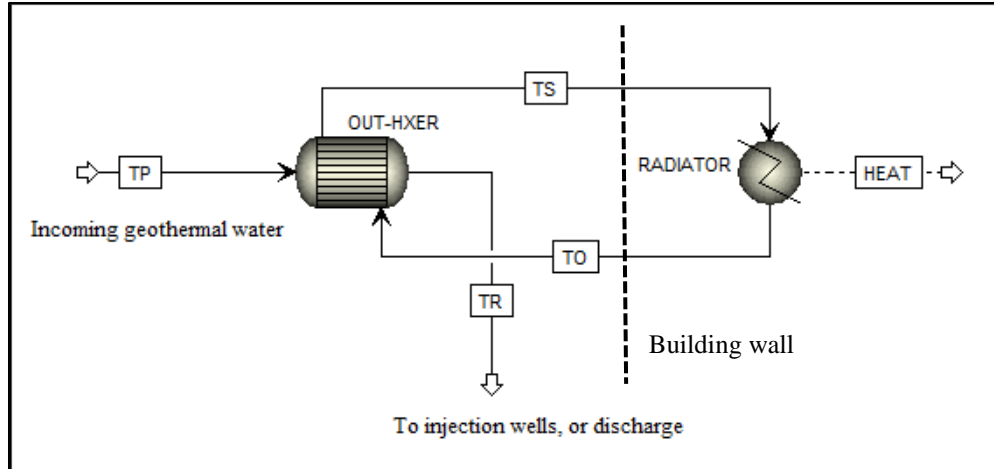 TS
OUT-HXER
TP
RADIATOR
HEAT
Incoming geothermal water
TO
TR
Building wall
To injection wells, or discharge